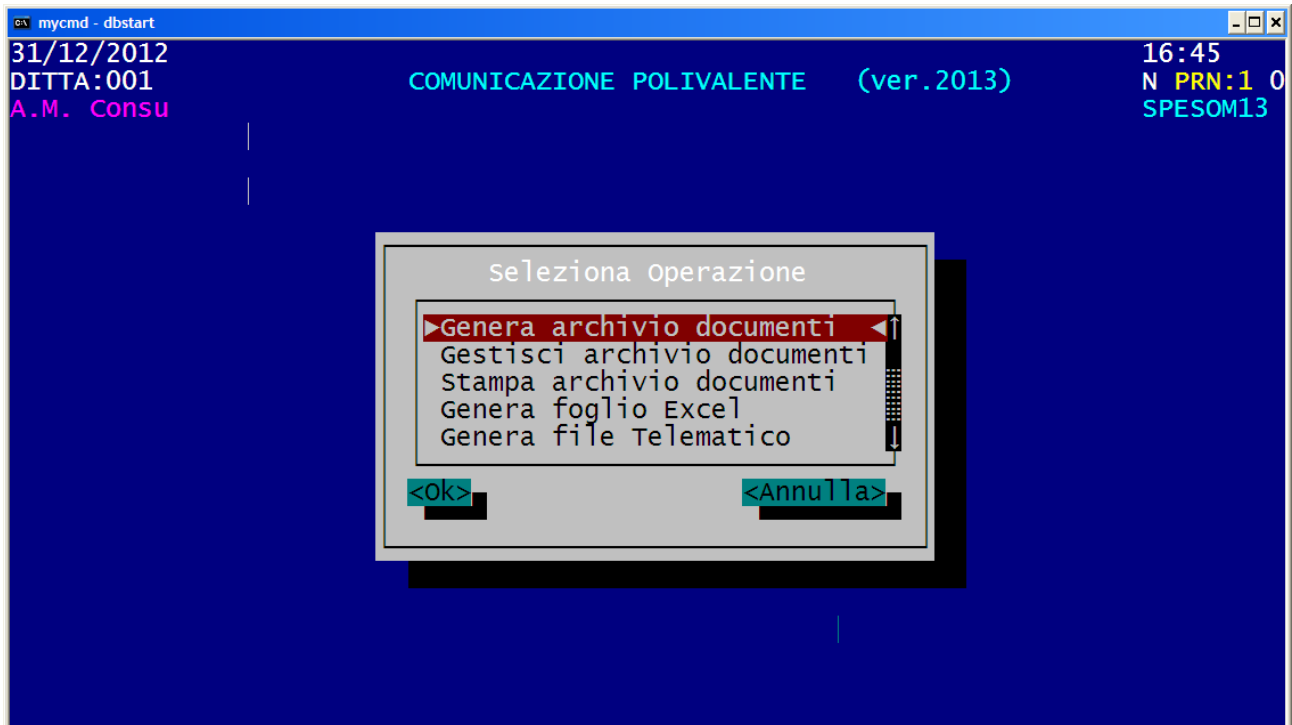 mycmd - dbstart
31/12/2012 16:45
DITTA:001 COMUNICAZIONE POLIVALENTE (ver.2013) N PRN:1 0
A.M. Consu SPESOM13
Seleziona Operazione
►Genera archivio documenti ◄↑
Gestisci archivio documenti
Stampa archivio documenti
Genera foglio Excel
Genera file Telematico ↓
<Ok> <Annulla>